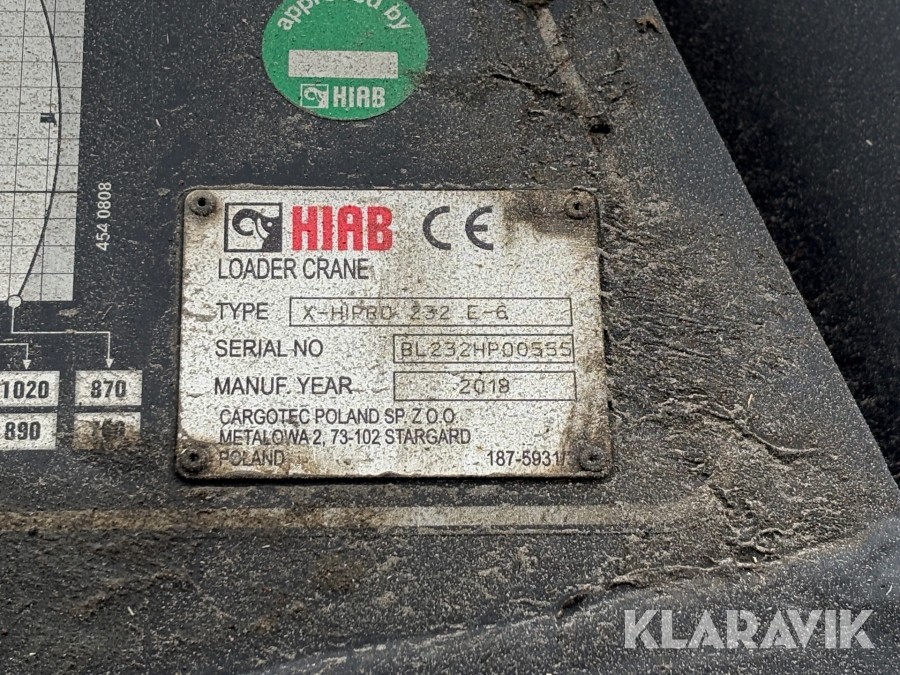 approved by
HIAB
454 0808
HIAB CE
LOADER CRANE
TYPE X-HIPRO 232 E-6
SERIAL NO BL232HP00555
MANUF. YEAR 2018
CARGOTEC POLAND SP. Z O.O
METALOWA 2, 73-102 STARGARD
POLAND 187-5931
1020 870
890
KLARAVIK